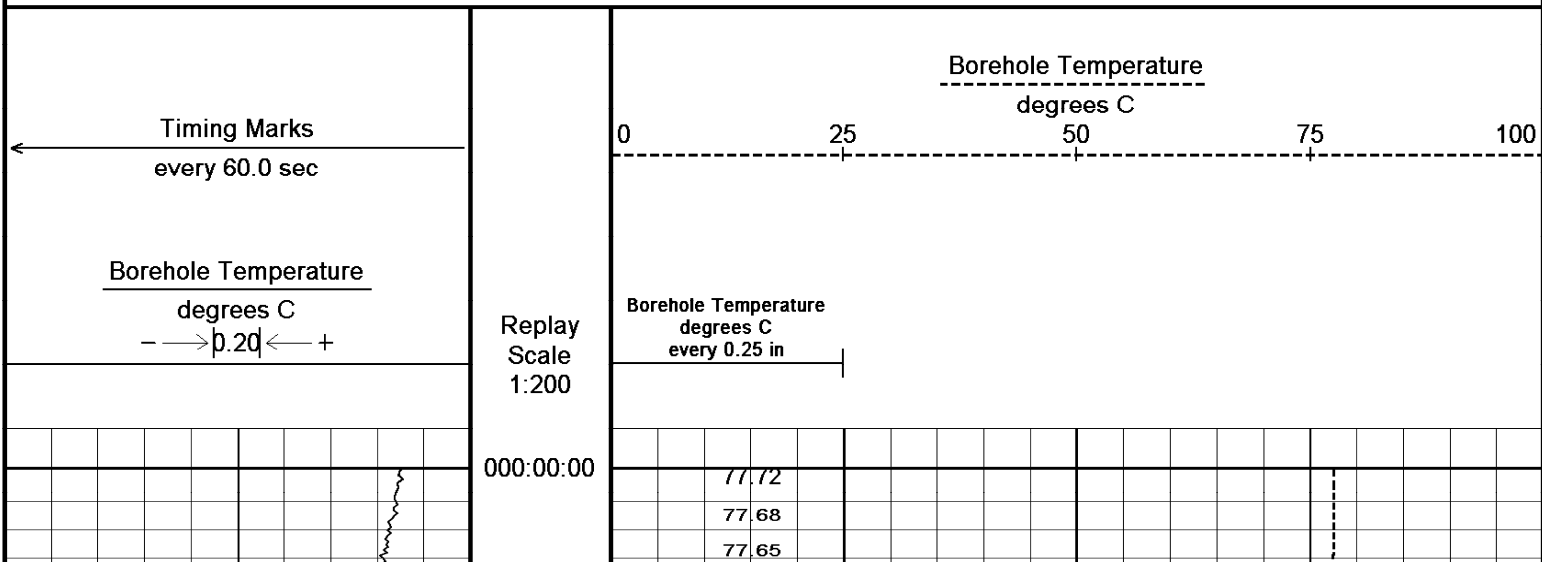 Timing Marks
every 60.0 sec
Borehole Temperature
degrees C
− 0.20 +
Replay
Scale
1:200
Borehole Temperature
degrees C
0 25 50 75 100
Borehole Temperature
degrees C
every 0.25 in
000:00:00
77.72
77.68
77.65